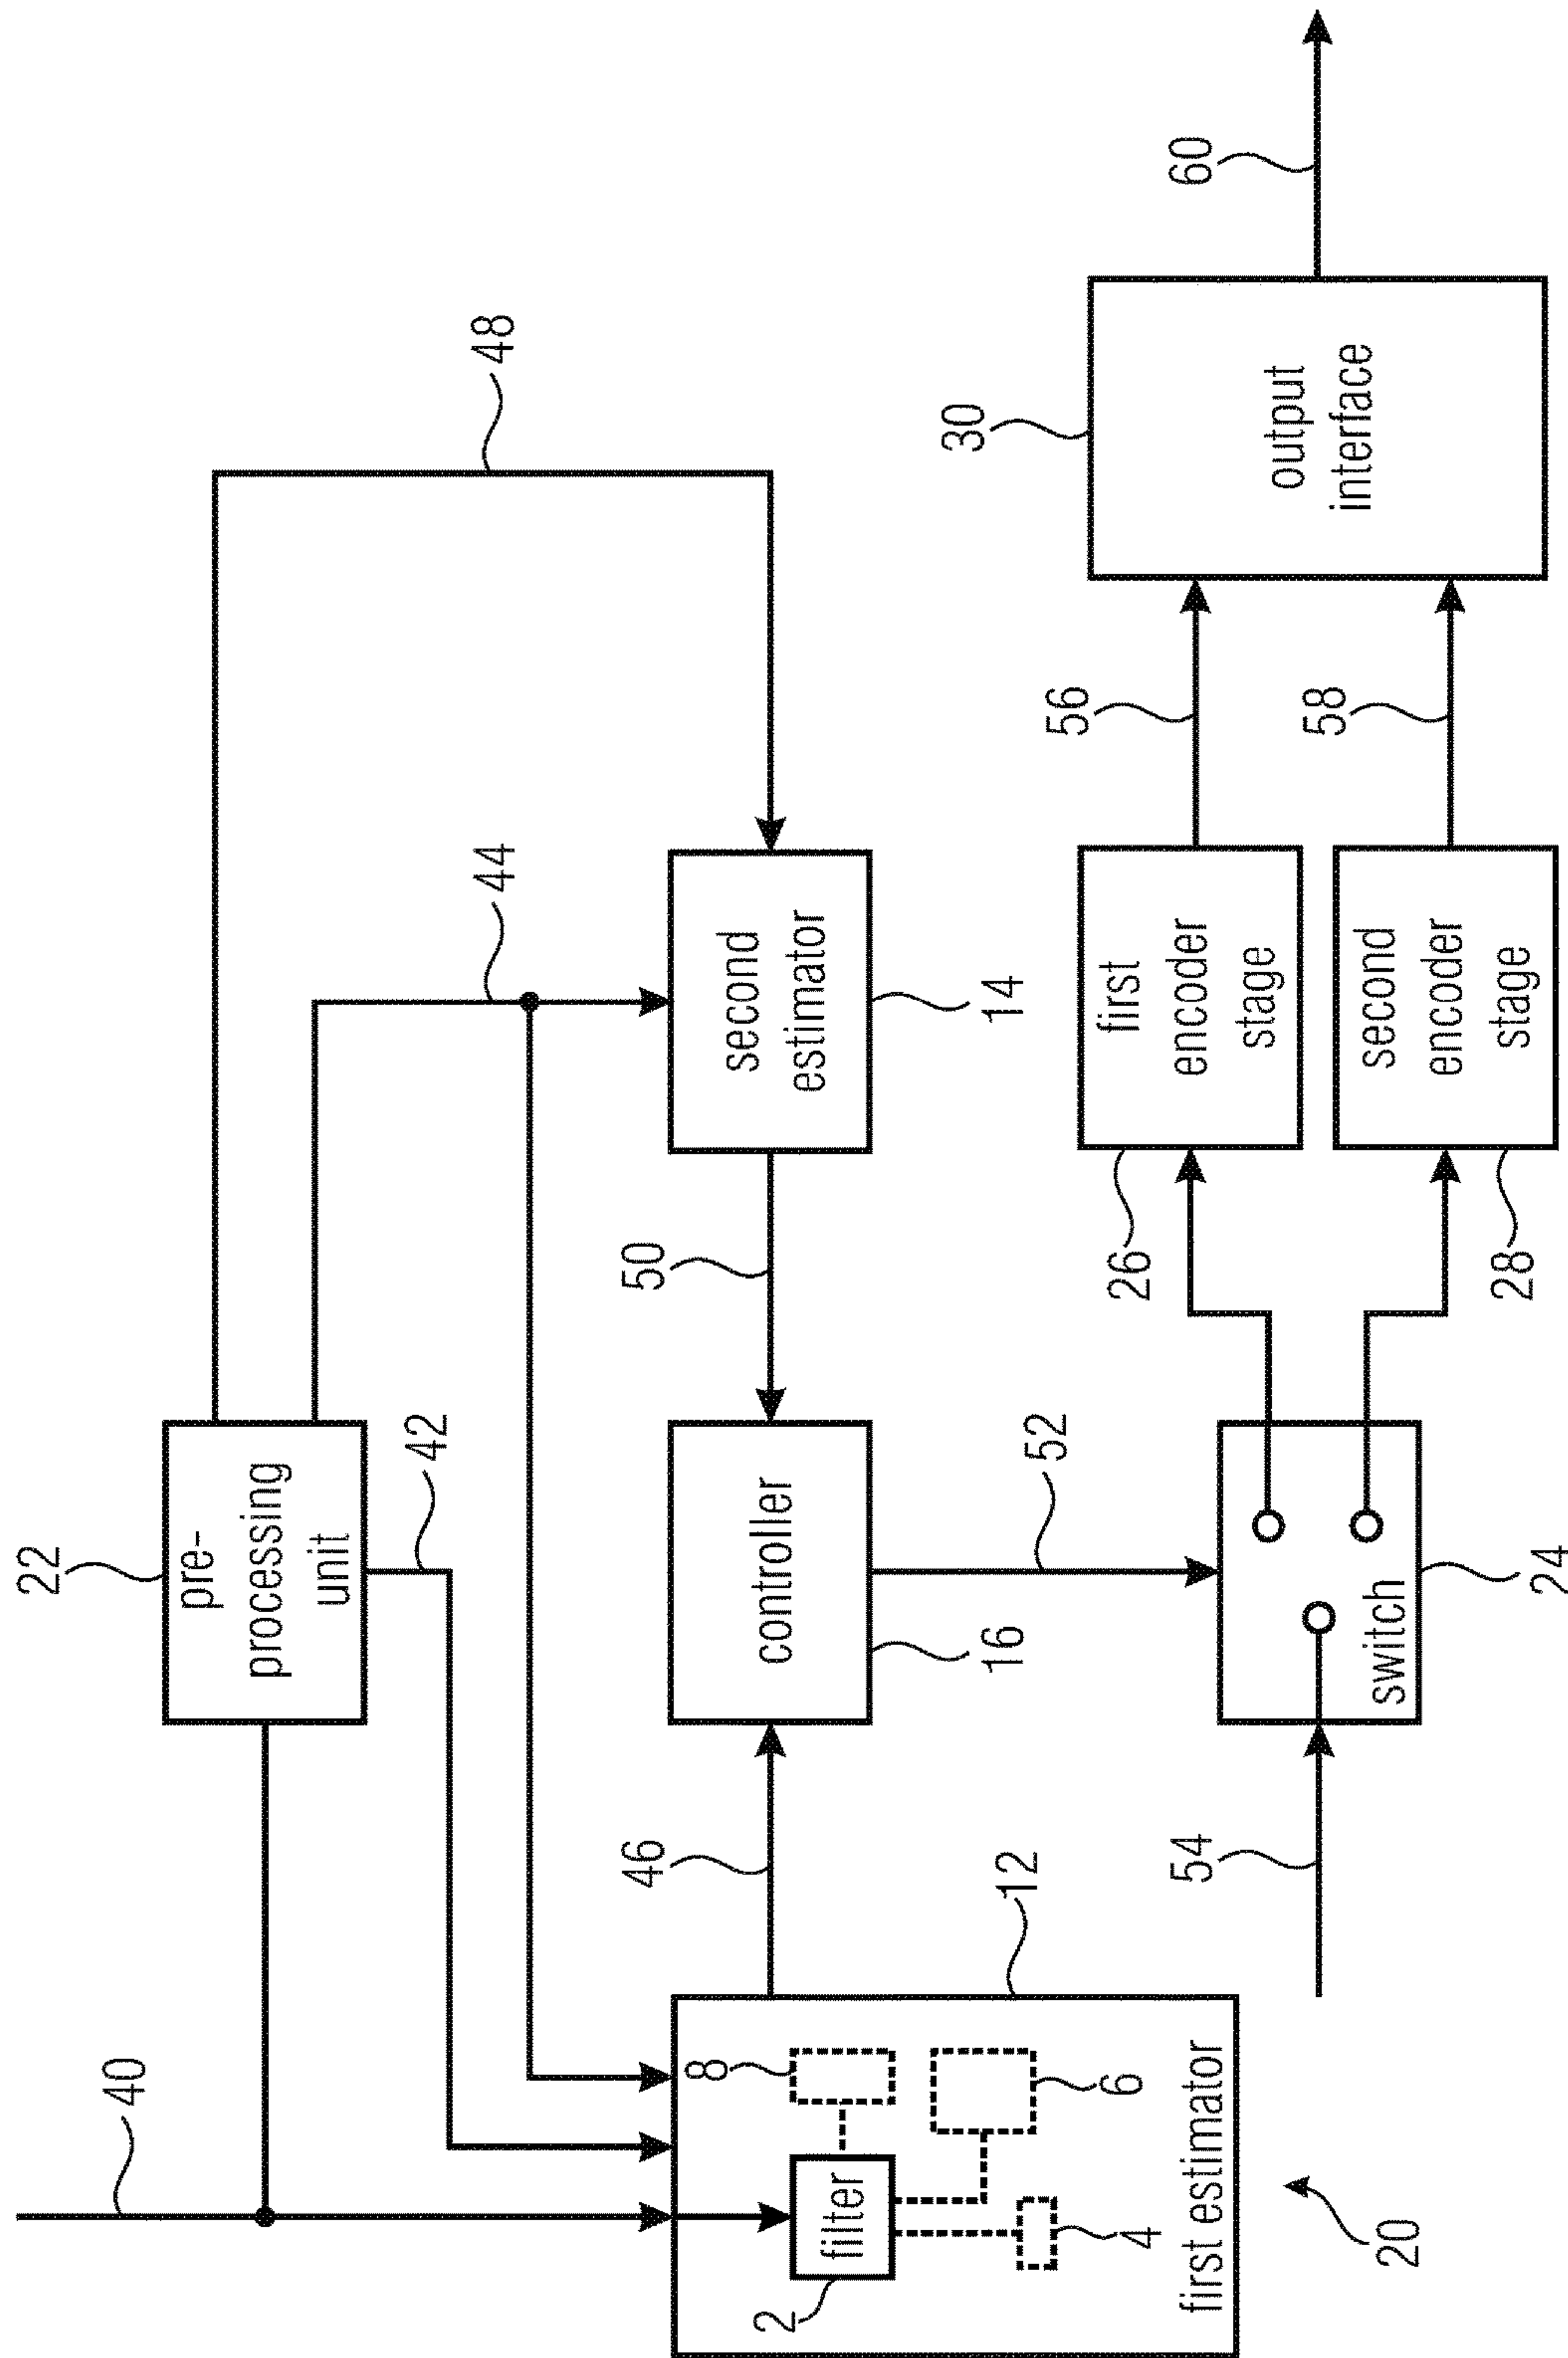 40
22
pre-
processing
unit
42
44
48
8
2
filter
4
6
first estimator
12
20
46
controller
16
50
second
estimator
14
52
54
switch
24
26
first
encoder
stage
28
second
encoder
stage
56
58
30
output
interface
60